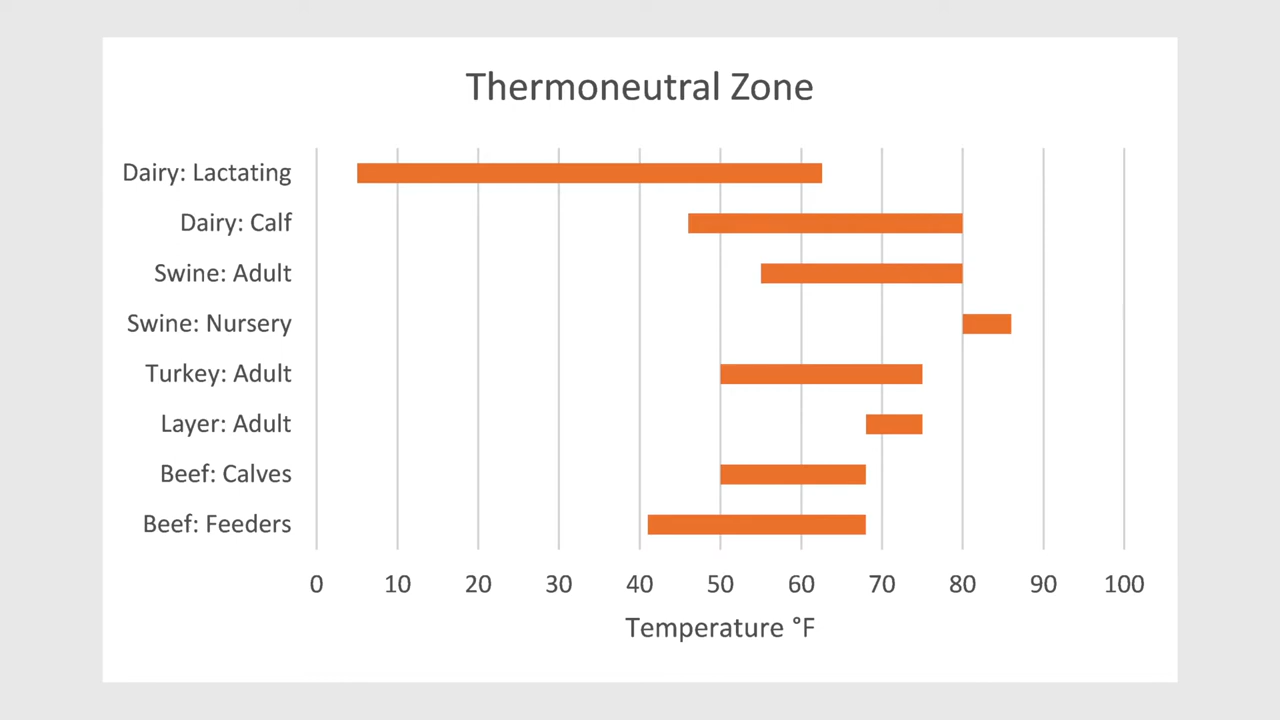 Thermoneutral Zone
Dairy: Lactating
Dairy: Calf
Swine: Adult
Swine: Nursery
Turkey: Adult
Layer: Adult
Beef: Calves
Beef: Feeders
0 10 20 30 40 50 60 70 80 90 100
Temperature °F